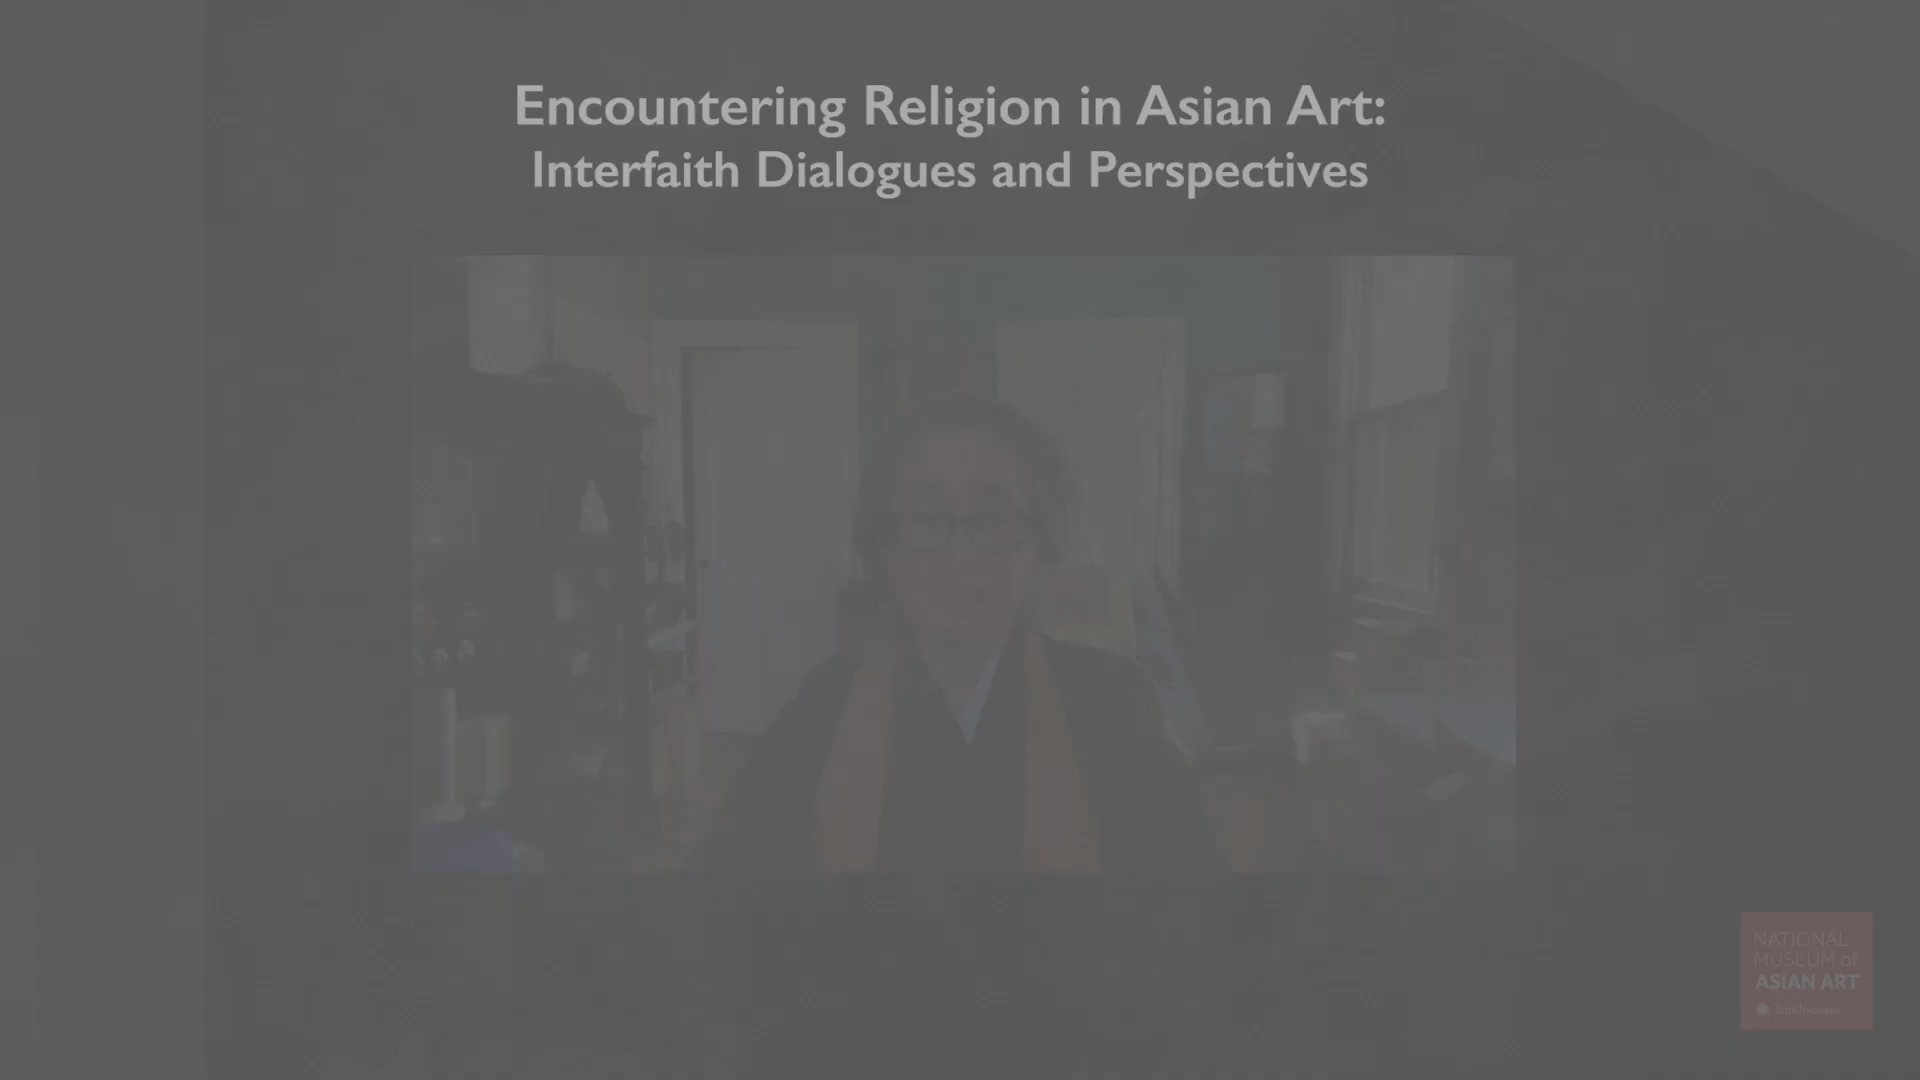 Encountering Religion in Asian Art:
Interfaith Dialogues and Perspectives
NATIONAL
MUSEUM of
ASIAN ART
Smithsonian